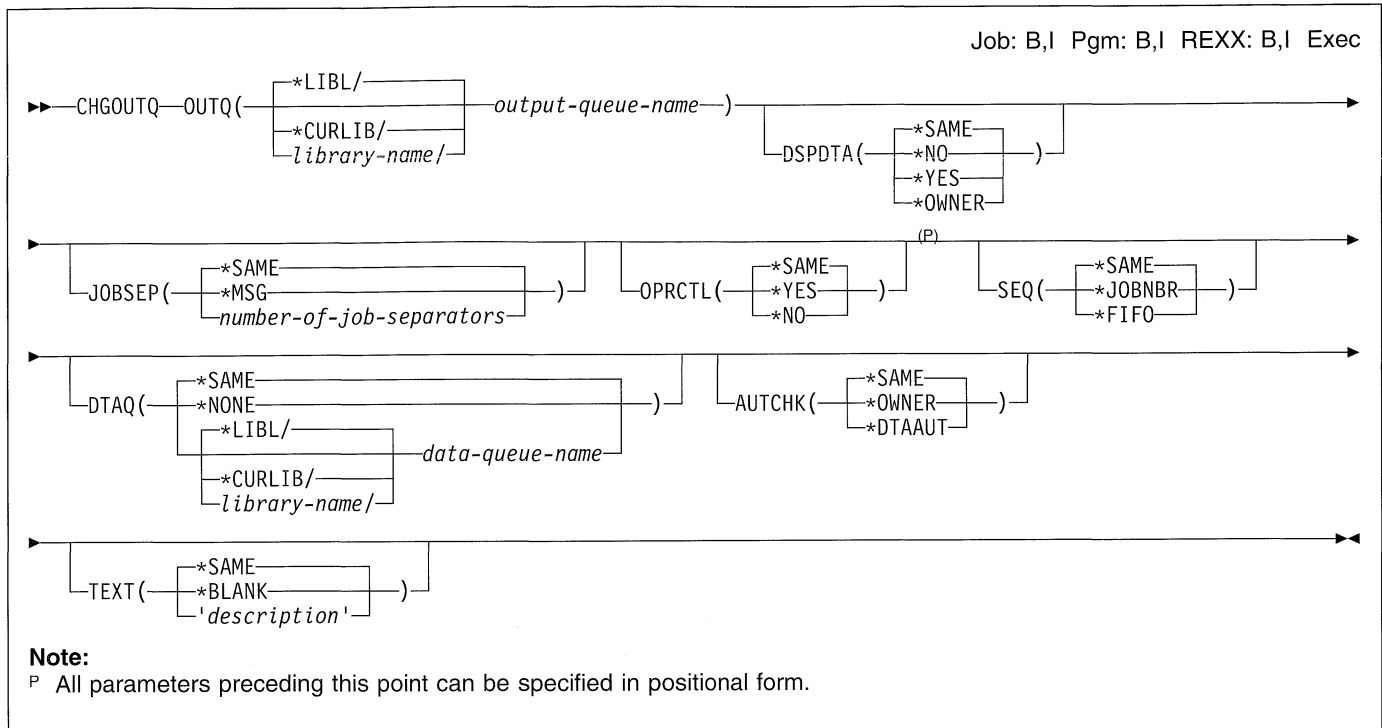 Job: B,I Pgm: B,I REXX: B,I Exec
*LIBL/
CHGOUTQ OUTQ( output-queue-name )
*CURLIB/
library-name/
*SAME
DSPDTA( *NO )
*YES
*OWNER
(P)
*SAME
JOBSEP( *MSG )
number-of-job-separators
*SAME
OPRCTL( *YES )
*NO
*SAME
SEQ( *JOBNBR )
*FIFO
*SAME
DTAQ( *NONE )
*LIBL/
data-queue-name
*CURLIB/
library-name/
*SAME
AUTCHK( *OWNER )
*DTAAUT
*SAME
TEXT( *BLANK )
'description'
Note:
P All parameters preceding this point can be specified in positional form.